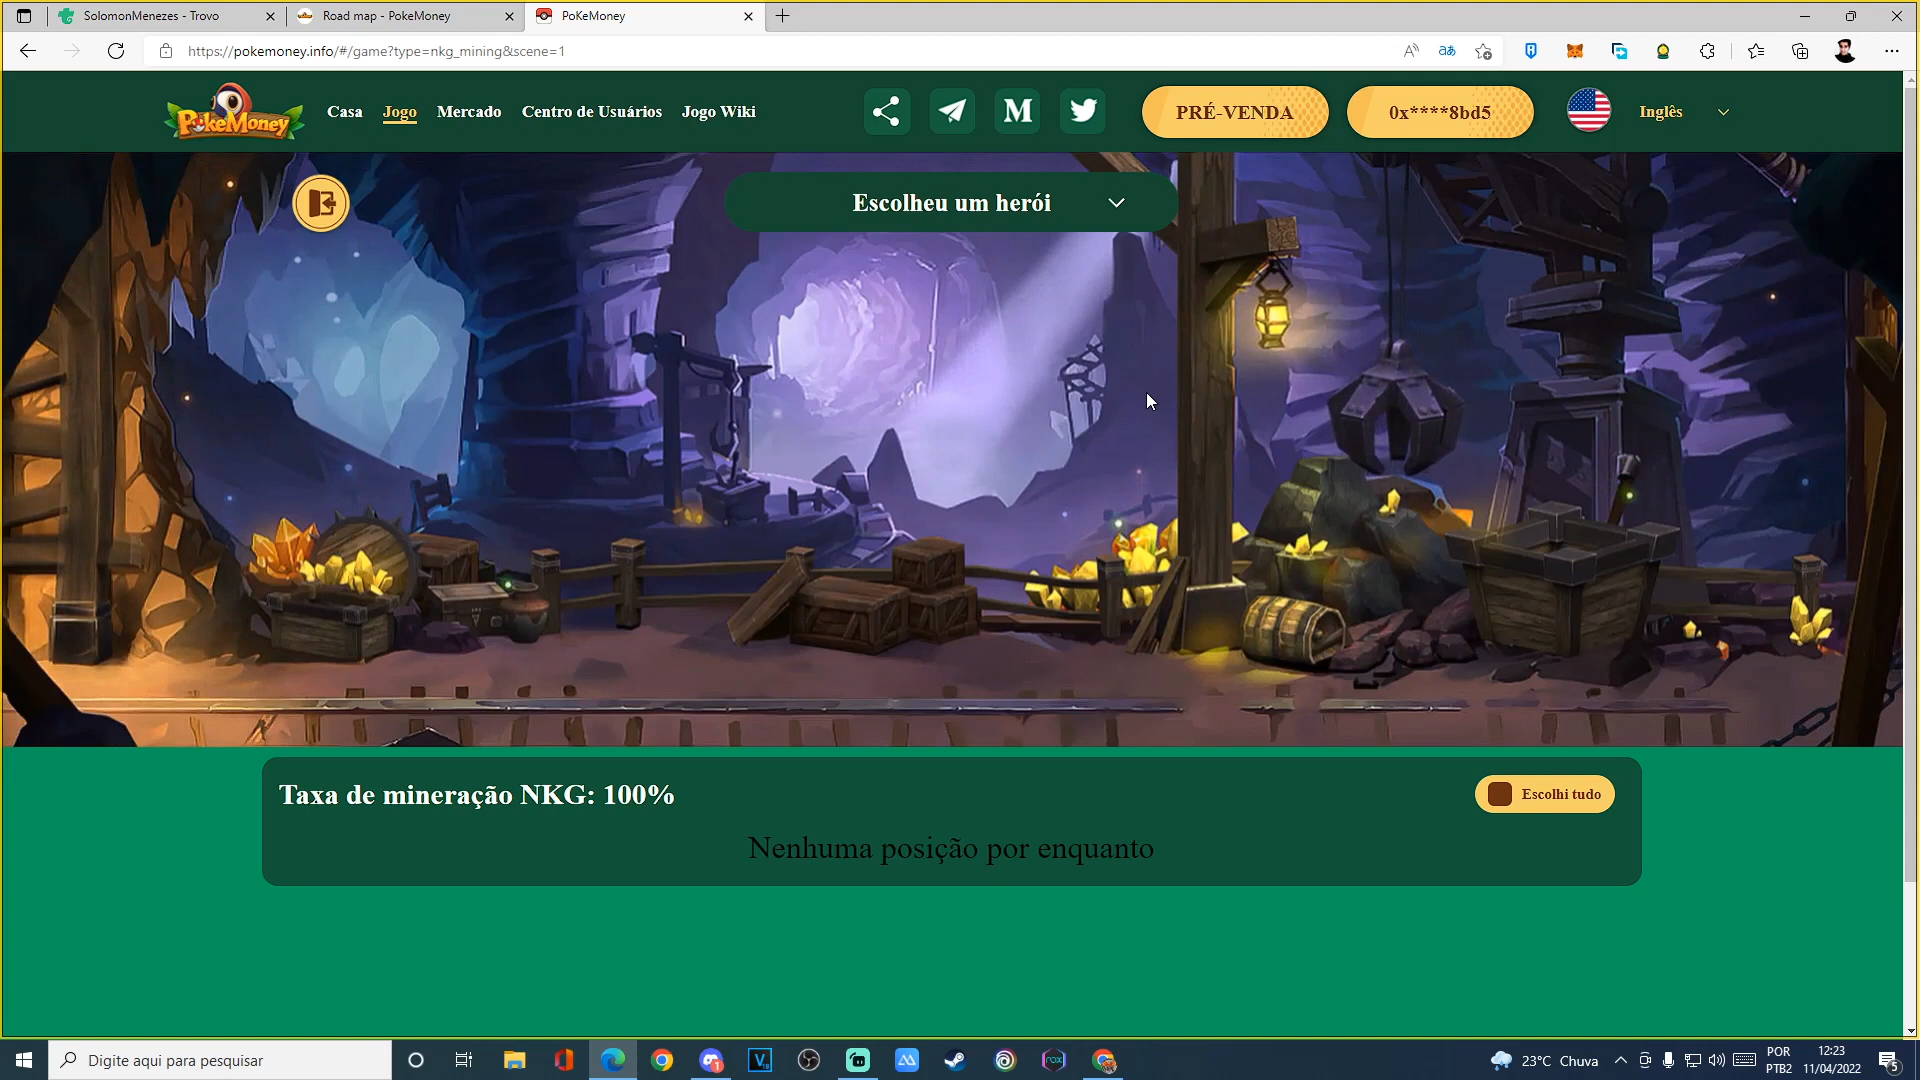 SolomonMenezes - Trovo
Road map - PokeMoney
PoKeMoney
https://pokemoney.info/#/game?type=nkg_mining&scene=1
PokeMoney
Casa
Jogo
Mercado
Centro de Usuários
Jogo Wiki
PRÉ-VENDA
0x****8bd5
Inglês
Escolheu um herói
Taxa de mineração NKG: 100%
Escolhi tudo
Nenhuma posição por enquanto
Digite aqui para pesquisar
23°C Chuva
POR
PTB2
12:23
11/04/2022
5